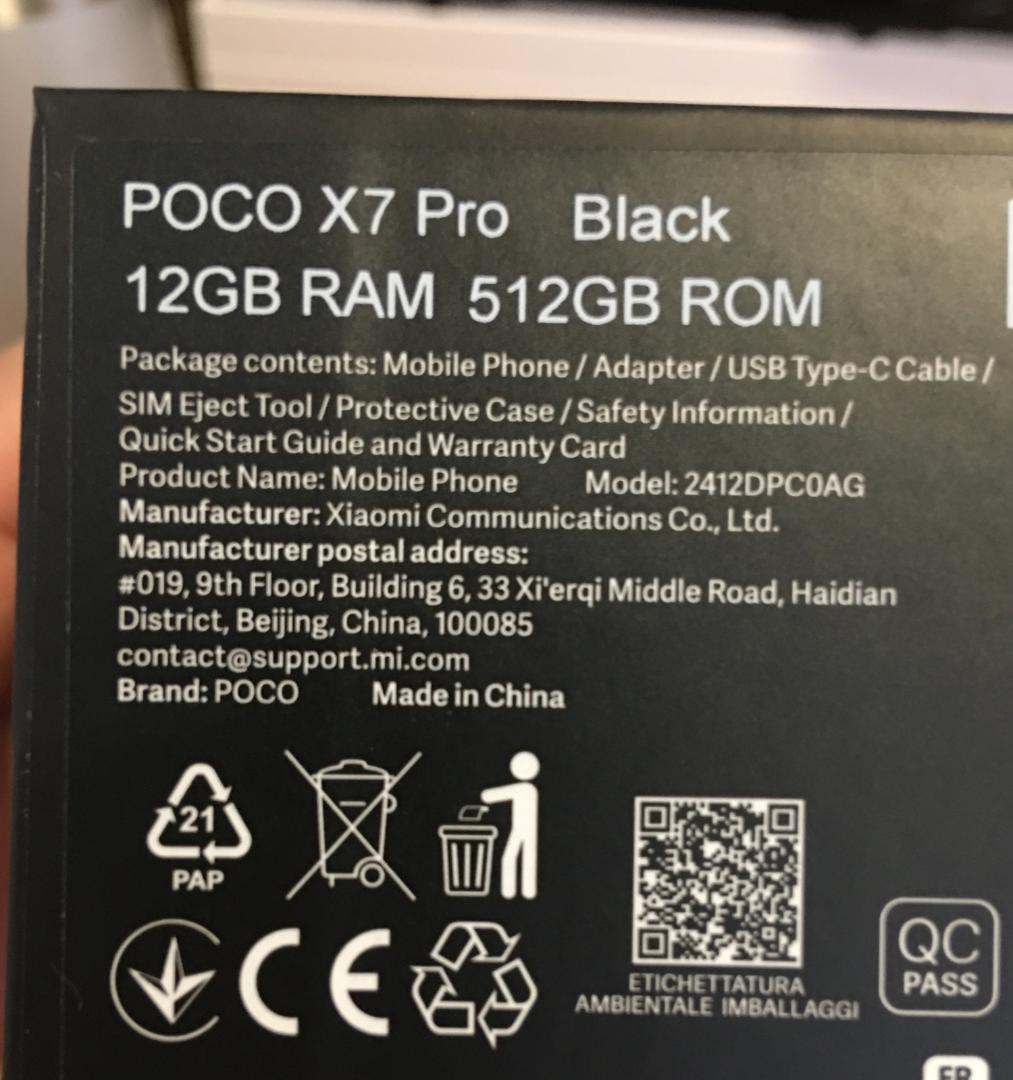 POCO X7 Pro Black
12GB RAM 512GB ROM
Package contents: Mobile Phone / Adapter / USB Type-C Cable /
SIM Eject Tool / Protective Case / Safety Information /
Quick Start Guide and Warranty Card
Product Name: Mobile Phone Model: 2412DPC0AG
Manufacturer: Xiaomi Communications Co., Ltd.
Manufacturer postal address:
#019, 9th Floor, Building 6, 33 Xi'erqi Middle Road, Haidian
District, Beijing, China, 100085
contact@support.mi.com
Brand: POCO Made in China
21
PAP
CE
ETICHETTATURA
AMBIENTALE IMBALLAGGI
QC
PASS
FR